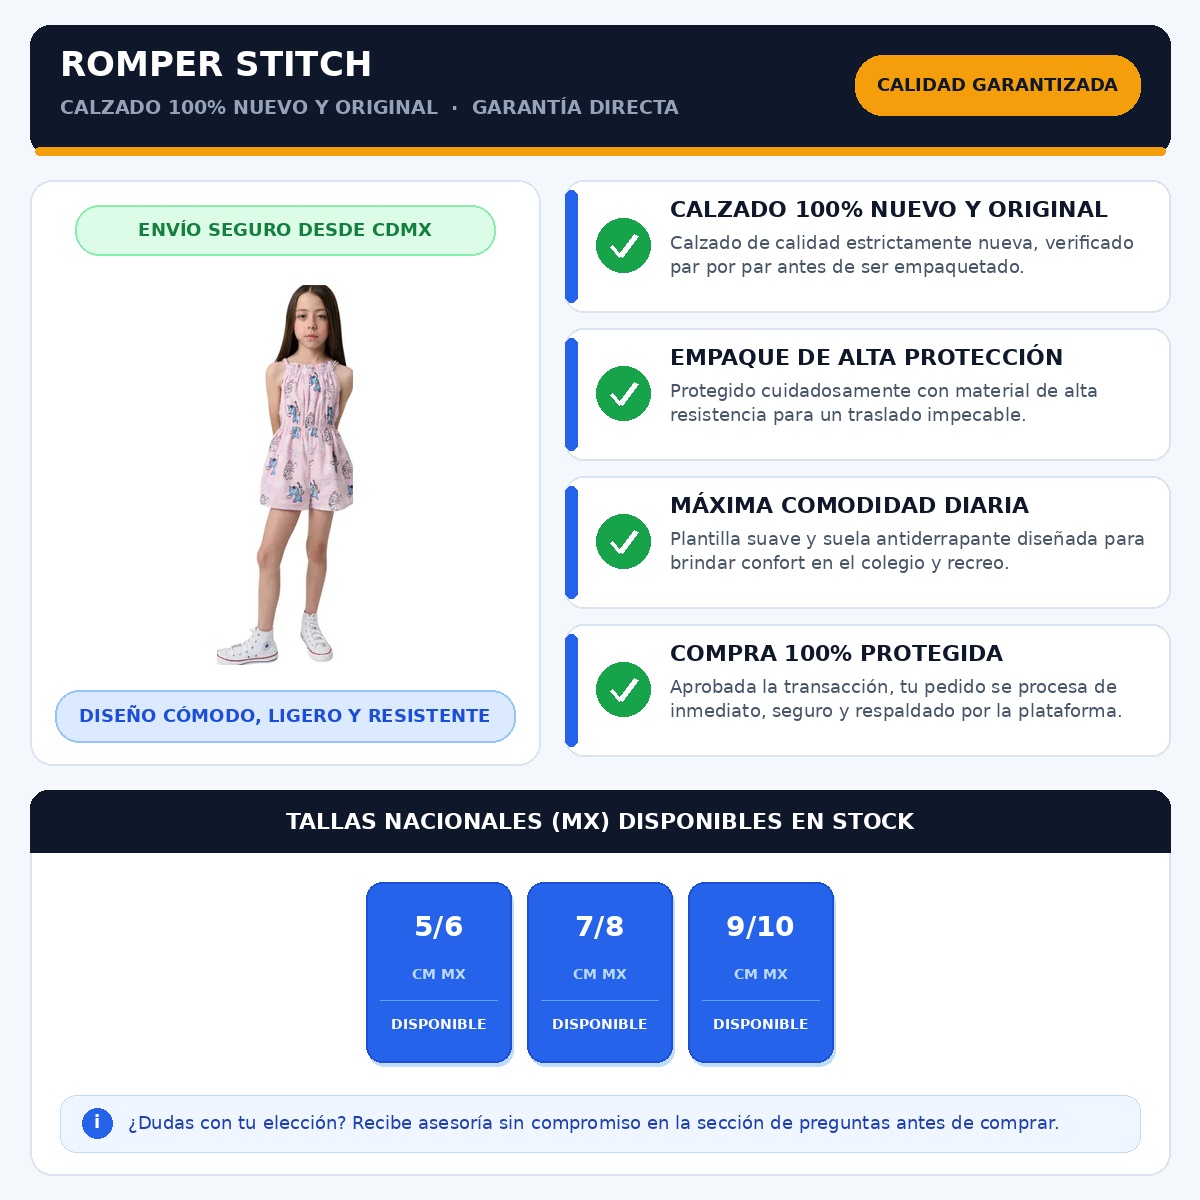 ROMPER STITCH
CALZADO 100% NUEVO Y ORIGINAL · GARANTÍA DIRECTA
CALIDAD GARANTIZADA
ENVÍO SEGURO DESDE CDMX
DISEÑO CÓMODO, LIGERO Y RESISTENTE
CALZADO 100% NUEVO Y ORIGINAL
Calzado de calidad estrictamente nueva, verificado
par por par antes de ser empaquetado.
EMPAQUE DE ALTA PROTECCIÓN
Protegido cuidadosamente con material de alta
resistencia para un traslado impecable.
MÁXIMA COMODIDAD DIARIA
Plantilla suave y suela antiderrapante diseñada para
brindar confort en el colegio y recreo.
COMPRA 100% PROTEGIDA
Aprobada la transacción, tu pedido se procesa de
inmediato, seguro y respaldado por la plataforma.
TALLAS NACIONALES (MX) DISPONIBLES EN STOCK
5/6
CM MX
DISPONIBLE
7/8
CM MX
DISPONIBLE
9/10
CM MX
DISPONIBLE
i
¿Dudas con tu elección? Recibe asesoría sin compromiso en la sección de preguntas antes de comprar.